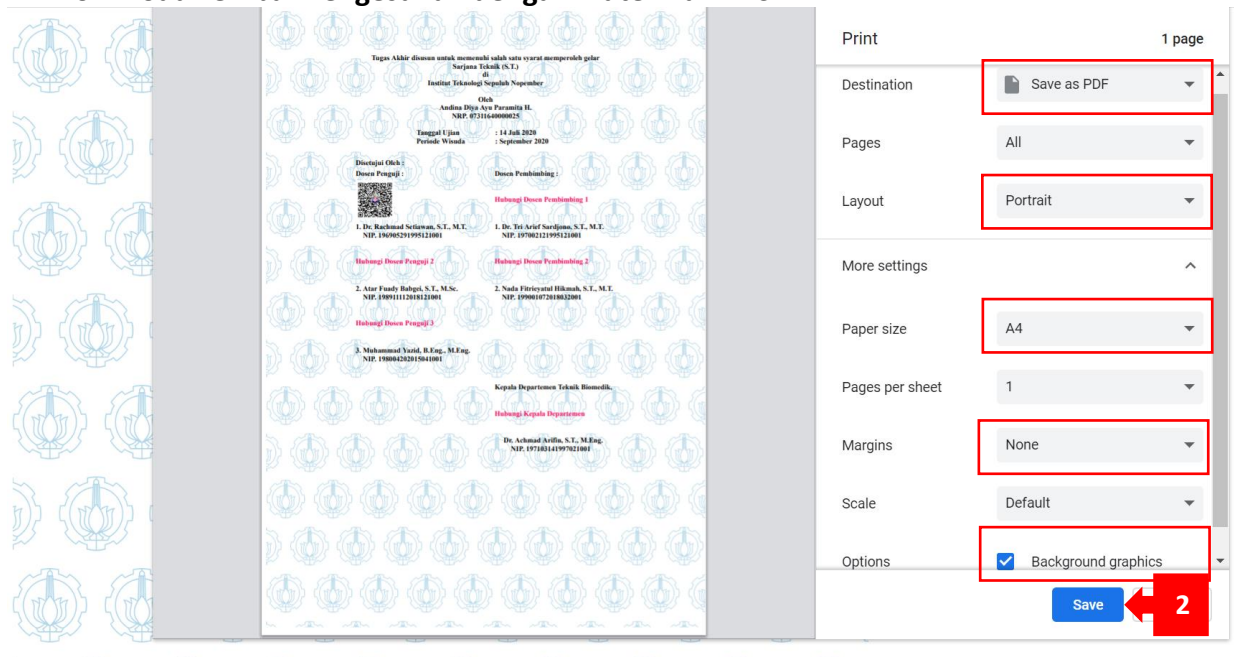 Tugas Akhir disusun untuk memenuhi salah satu syarat memperoleh gelar
Sarjana Teknik (S.T.)
di
Institut Teknologi Sepuluh Nopember
Oleh
Andina Diya Ayu Paramita H.
NRP. 07311640000025
Tanggal Ujian : 14 Juli 2020
Periode Wisuda : September 2020
Disetujui Oleh :
Dosen Penguji : Dosen Pembimbing :
Hubungi Dosen Pembimbing 1
1. Dr. Rachmad Setiawan, S.T., M.T. 1. Dr. Tri Arief Sardjono, S.T., M.T.
NIP. 196905291995121001 NIP. 197002121995121001
Hubungi Dosen Penguji 2 Hubungi Dosen Pembimbing 2
2. Atar Fuady Babgei, S.T., M.Sc. 2. Nada Fitrieyatul Hikmah, S.T., M.T.
NIP. 198911112018121001 NIP. 199001072018032001
Hubungi Dosen Penguji 3
3. Muhammad Yazid, B.Eng., M.Eng.
NIP. 198004202015041001
Kepala Departemen Teknik Biomedik,
Hubungi Kepala Departemen
Dr. Achmad Arifin, S.T., M.Eng.
NIP. 197103141997021001
Print 1 page
Destination Save as PDF
Pages All
Layout Portrait
More settings
Paper size A4
Pages per sheet 1
Margins None
Scale Default
Options Background graphics
Save 2